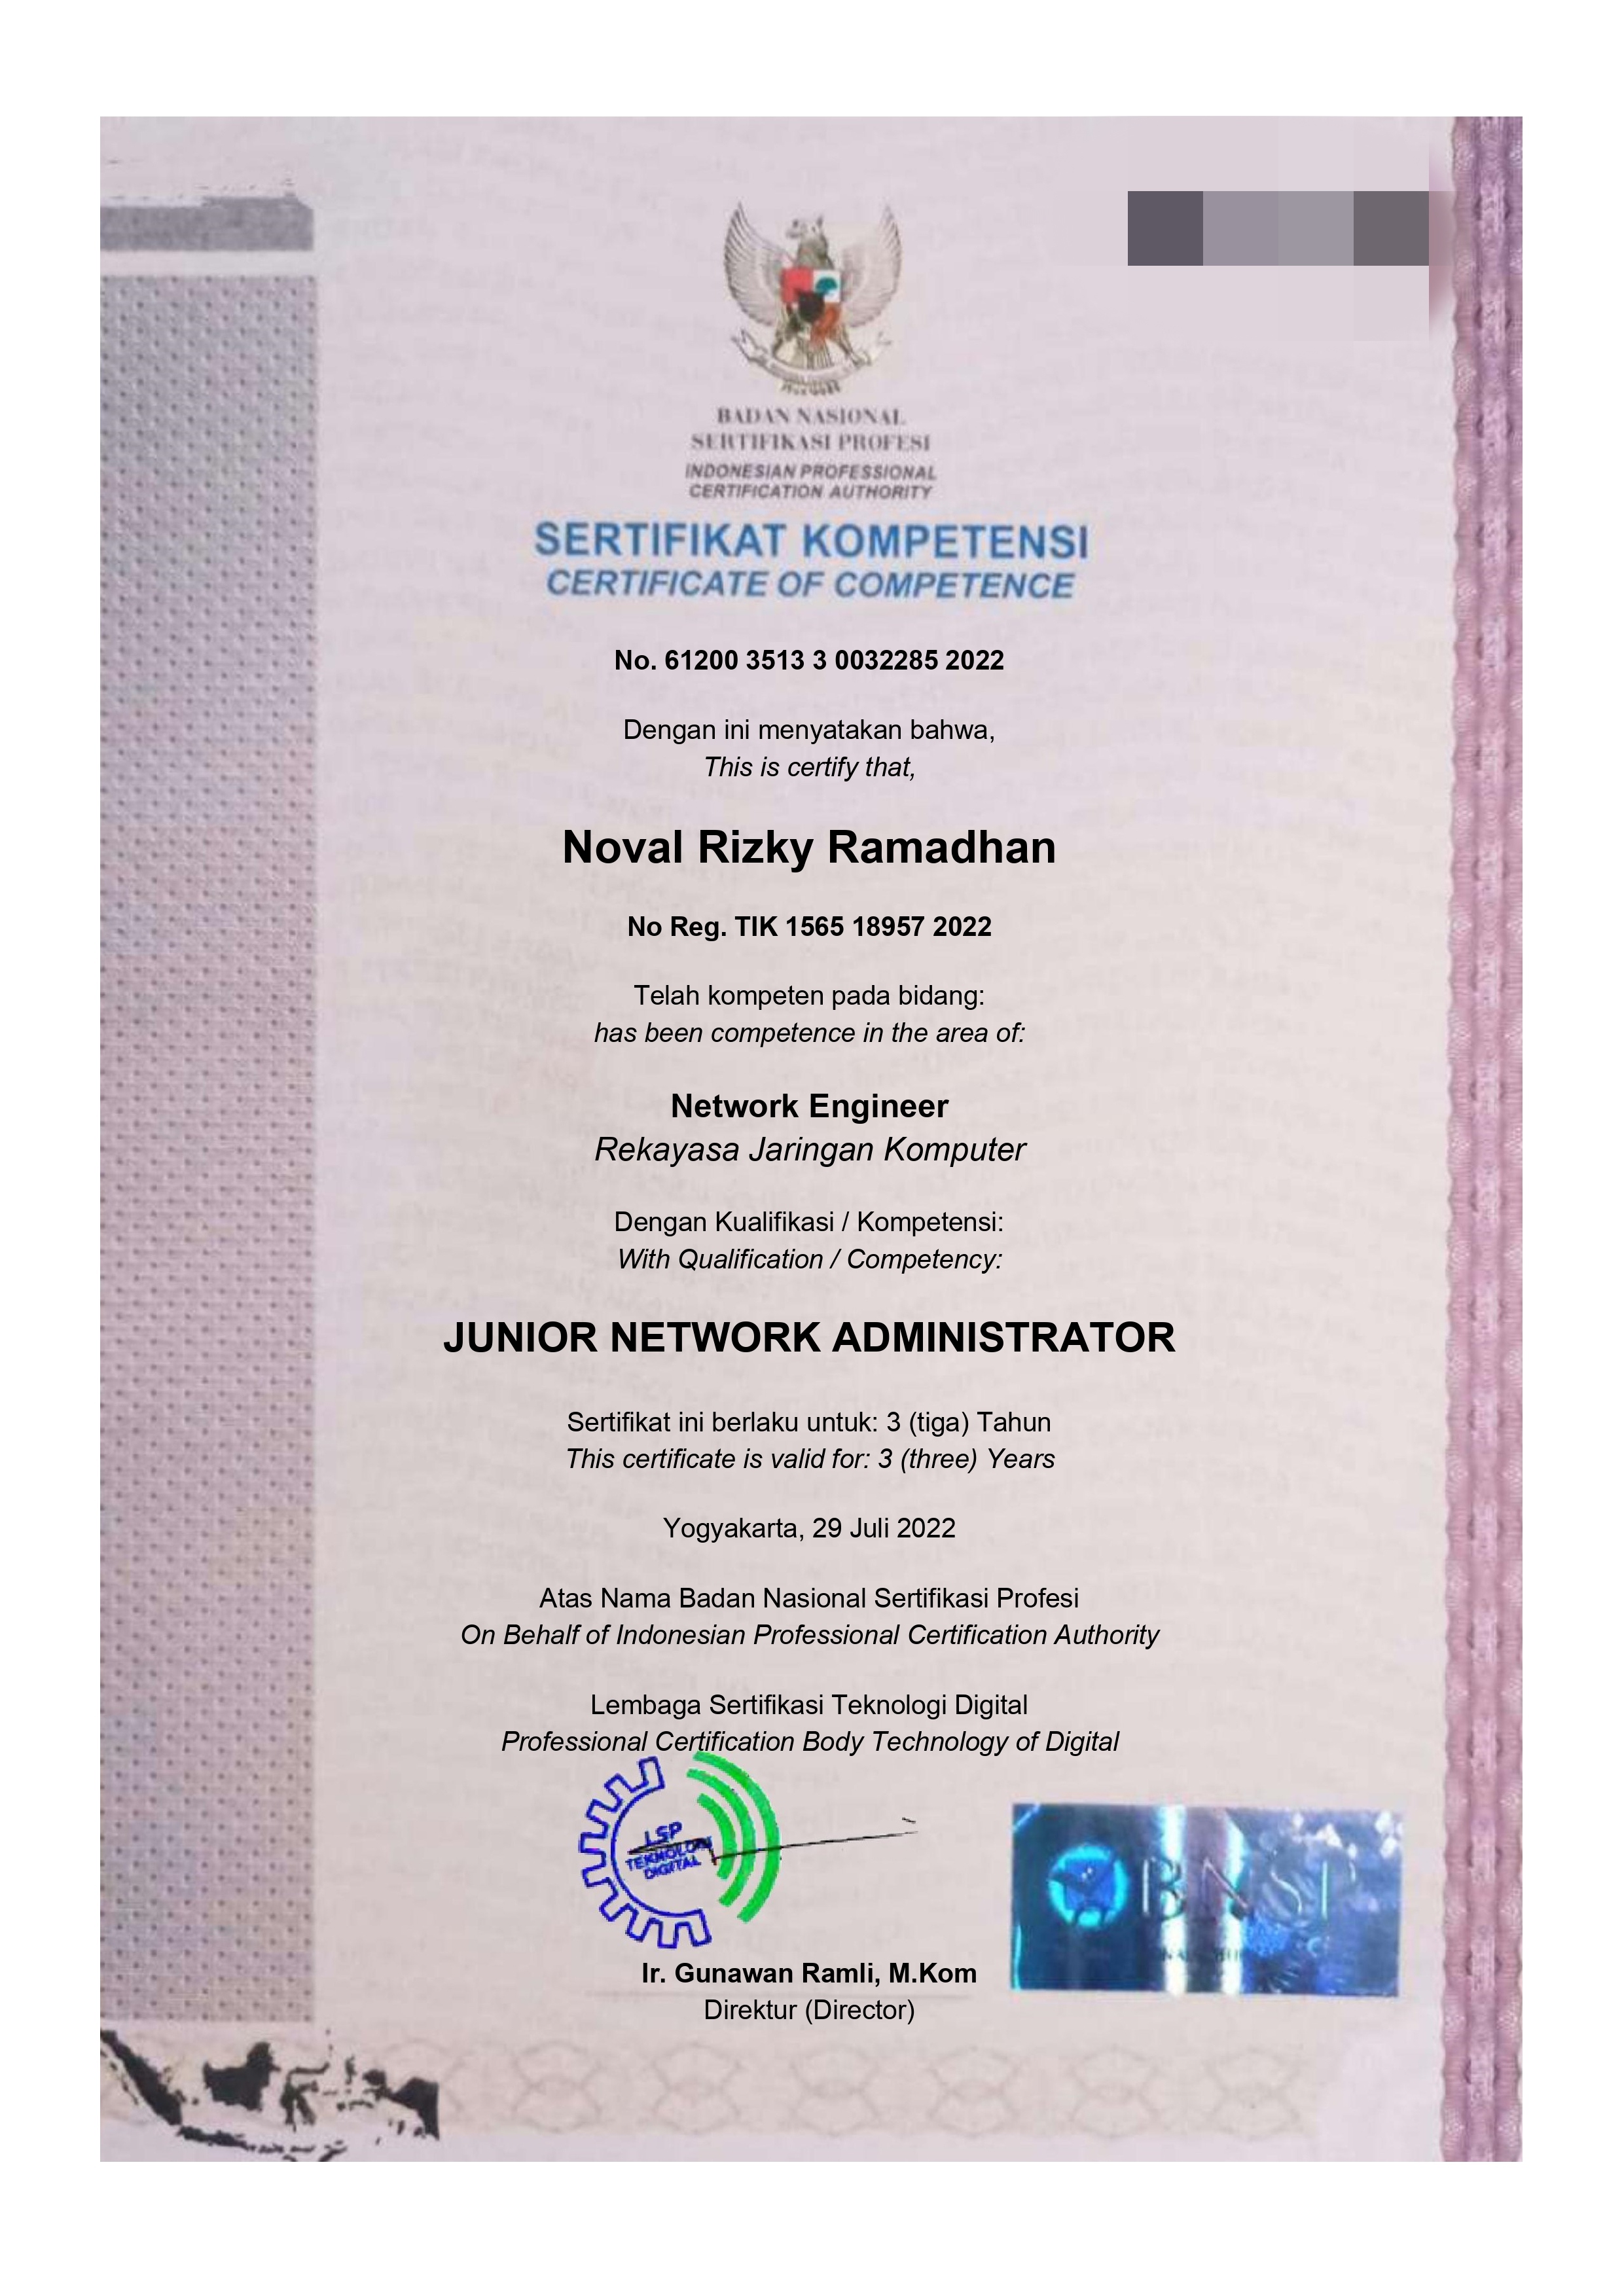 BADAN NASIONAL
SERTIFIKASI PROFESI
INDONESIAN PROFESSIONAL
CERTIFICATION AUTHORITY
SERTIFIKAT KOMPETENSI
CERTIFICATE OF COMPETENCE
No. 61200 3513 3 0032285 2022
Dengan ini menyatakan bahwa,
This is certify that,
Noval Rizky Ramadhan
No Reg. TIK 1565 18957 2022
Telah kompeten pada bidang:
has been competence in the area of:
Network Engineer
Rekayasa Jaringan Komputer
Dengan Kualifikasi / Kompetensi:
With Qualification / Competency:
JUNIOR NETWORK ADMINISTRATOR
Sertifikat ini berlaku untuk: 3 (tiga) Tahun
This certificate is valid for: 3 (three) Years
Yogyakarta, 29 Juli 2022
Atas Nama Badan Nasional Sertifikasi Profesi
On Behalf of Indonesian Professional Certification Authority
Lembaga Sertifikasi Teknologi Digital
Professional Certification Body Technology of Digital
LSP
TEKNOLOGI
DIGITAL
BNSP
Ir. Gunawan Ramli, M.Kom
Direktur (Director)